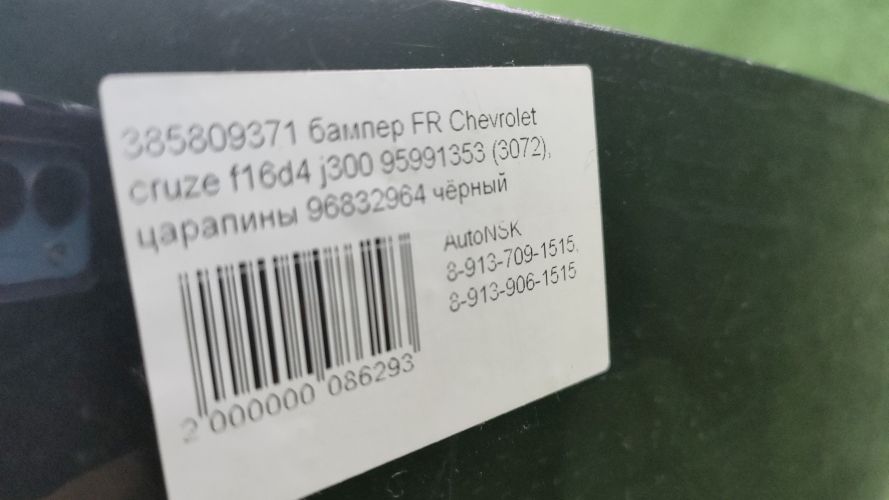 385809371 бампер FR Chevrolet
cruze f16d4 j300 95991353 (3072),
царапины 96832964 чёрный
AutoNSK
8-913-709-1515,
8-913-906-1515
2 000000 086293